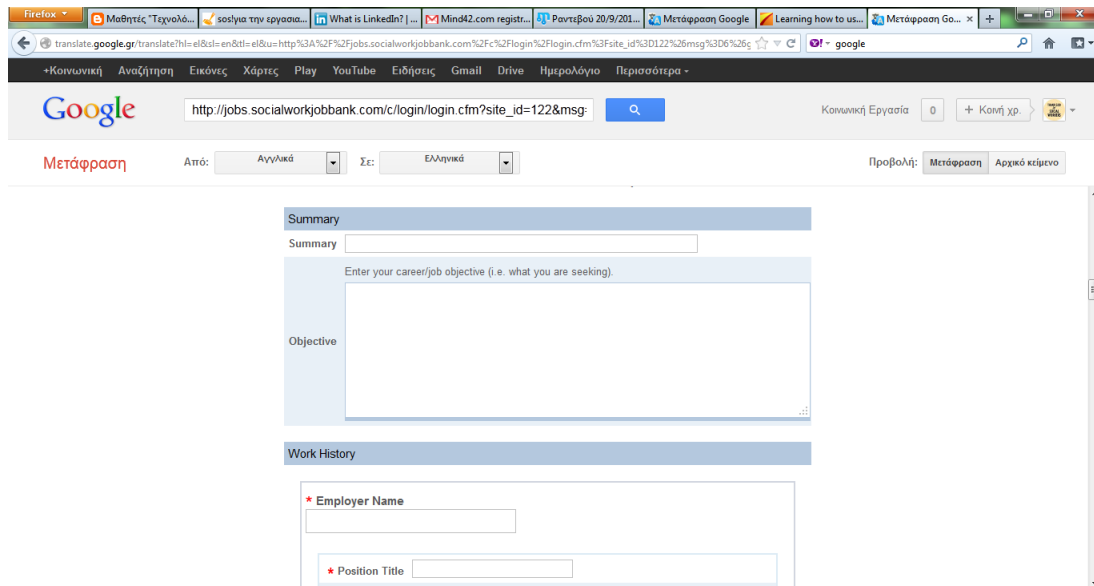 Firefox
Μαθητές "Τεχνολό... sos!για την εργασια... What is LinkedIn? | ... Mind42.com registr... Ραντεβού 20/9/201... Μετάφραση Google Learning how to us... Μετάφραση Go... × +
translate.google.gr/translate?hl=el&sl=en&tl=el&u=http%3A%2F%2Fjobs.socialworkjobbank.com%2Fc%2Flogin%2Flogin.cfm%3Fsite_id%3D122%26msg%3D6%26g google
+Κοινωνική Αναζήτηση Εικόνες Χάρτες Play YouTube Ειδήσεις Gmail Drive Ημερολόγιο Περισσότερα
Google http://jobs.socialworkjobbank.com/c/login/login.cfm?site_id=122&msg= Κοινωνική Εργασία 0 + Κοινή χρ.
Μετάφραση Από: Αγγλικά Σε: Ελληνικά Προβολή: Μετάφραση Αρχικό κείμενο
Summary
Summary
Enter your career/job objective (i.e. what you are seeking).
Objective
Work History
* Employer Name
* Position Title